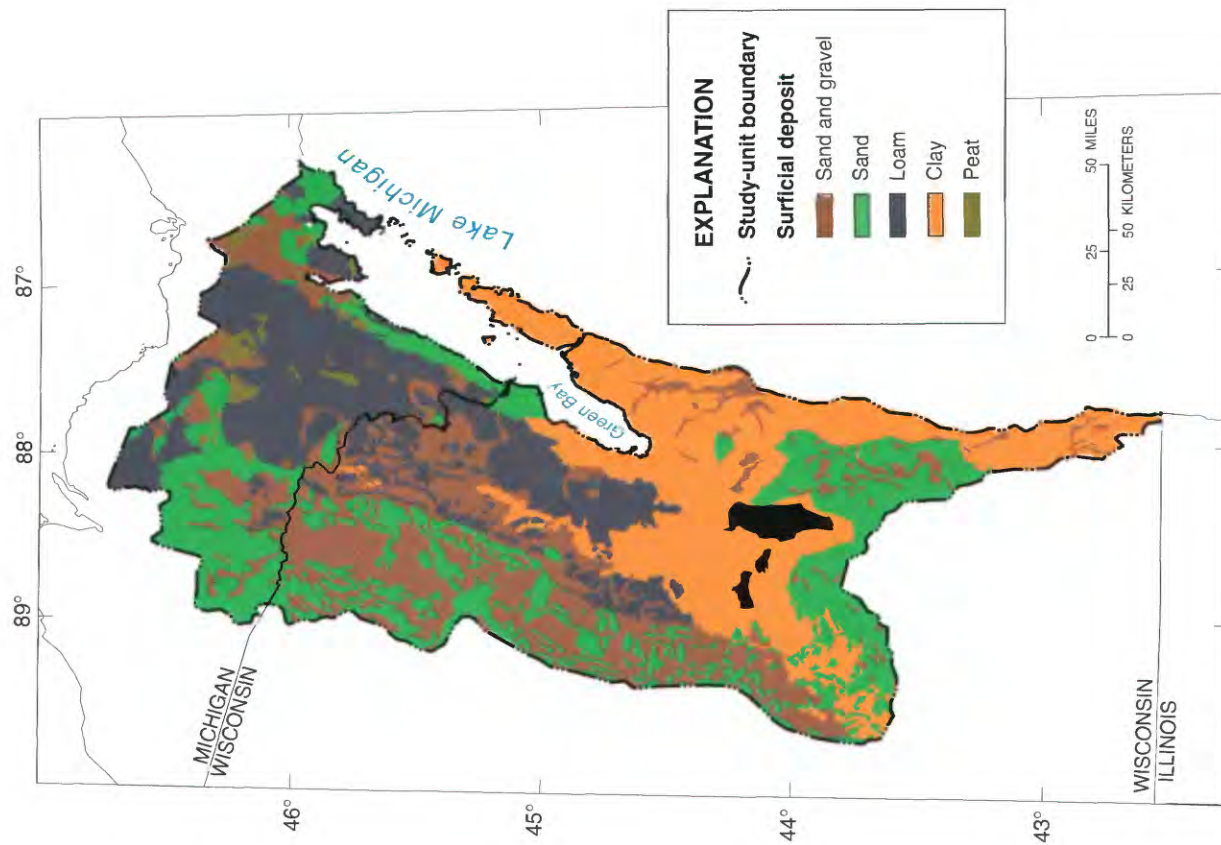 89°
88°
87°
46°
45°
44°
43°
MICHIGAN
WISCONSIN
Lake Michigan
Green Bay
WISCONSIN
ILLINOIS
EXPLANATION
Study-unit boundary
Surficial deposit
Sand and gravel
Sand
Loam
Clay
Peat
0 25 50 MILES
0 25 50 KILOMETERS